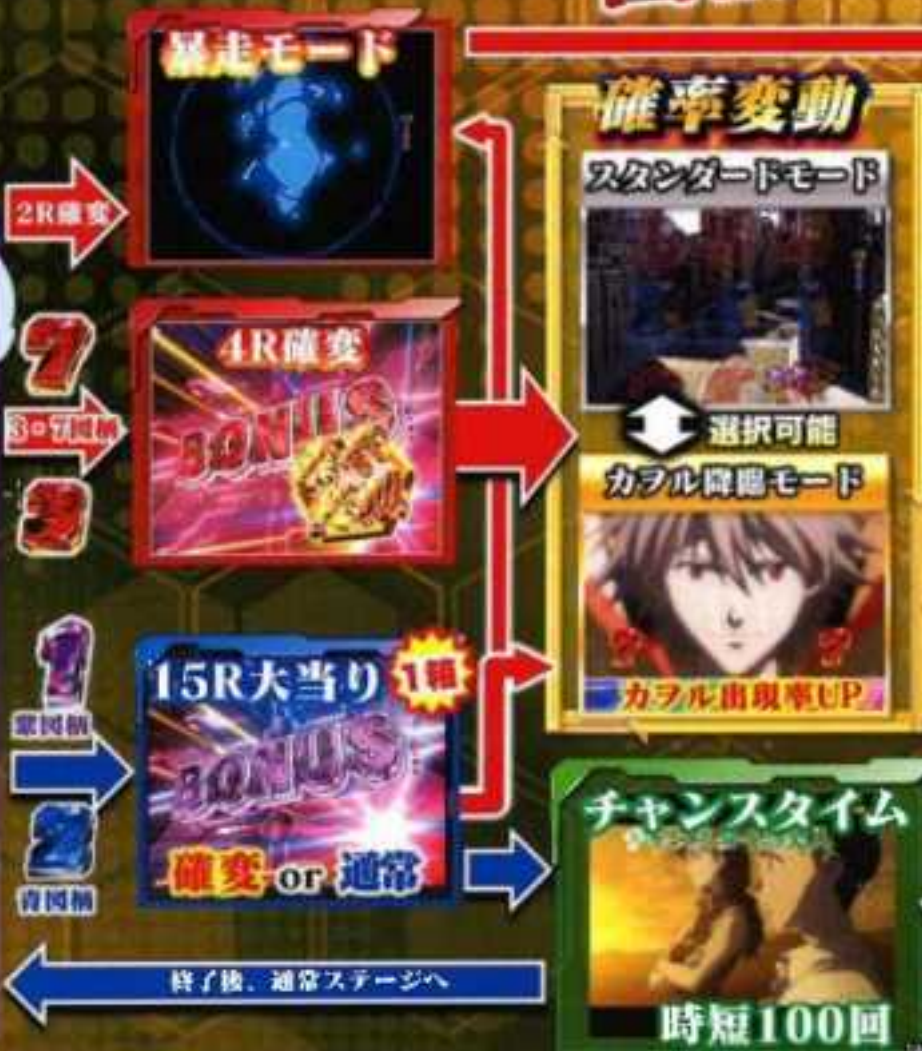 暴走モード
2R確変
7
3・7図柄
3
4R確変
BONUS
確率変動
スタンダードモード
選択可能
カヲル降臨モード
カヲル出現率UP
1
紫図柄
2
青図柄
15R大当り
1箱
BONUS
確変 or 通常
チャンスタイム
時短100回
終了後、通常ステージへ